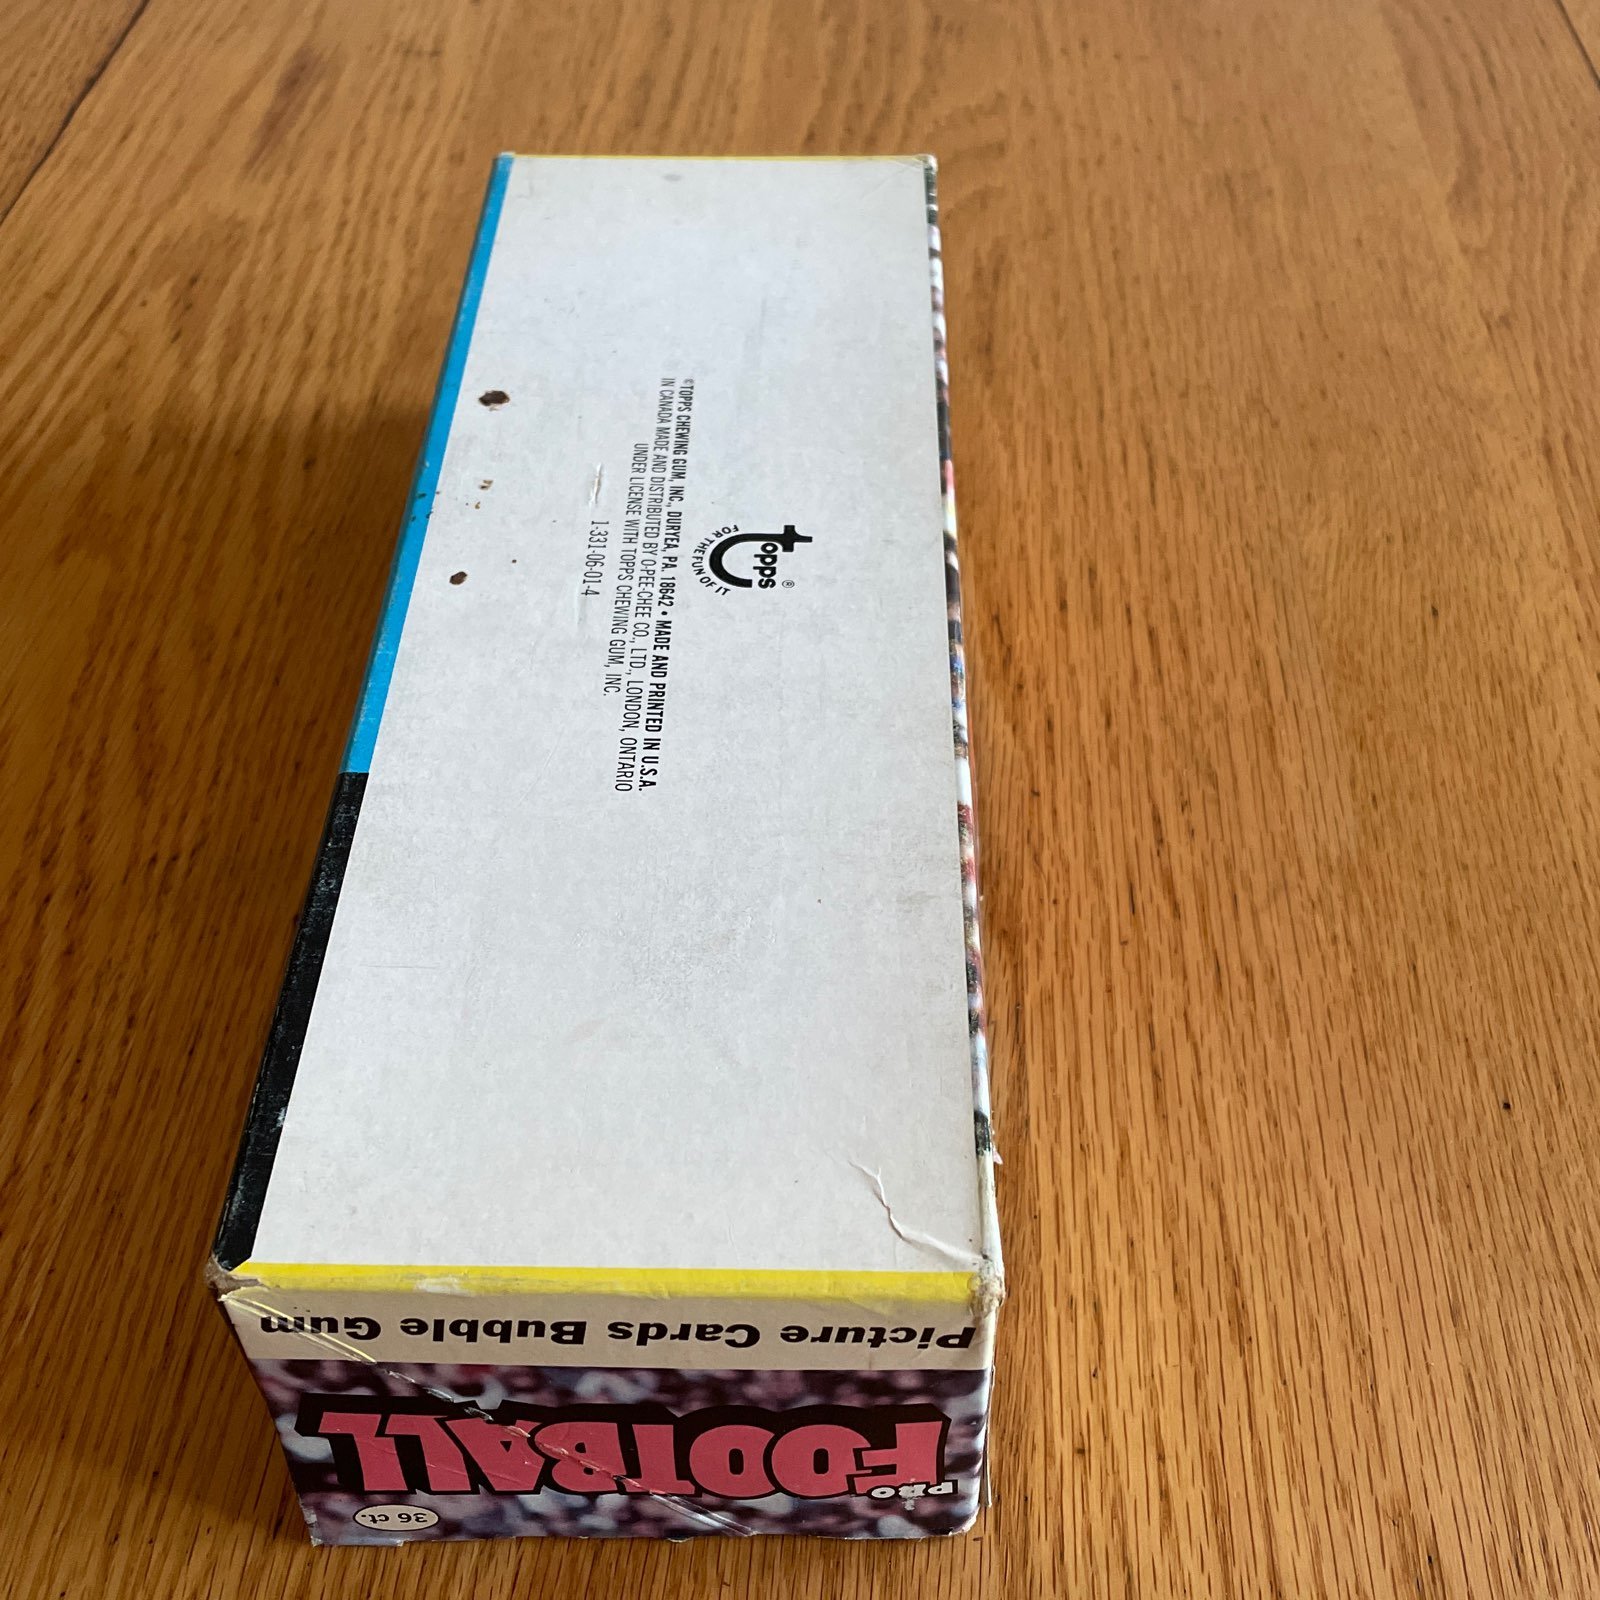 topps®
FOR THE FUN OF IT
©TOPPS CHEWING GUM, INC., DURYEA, PA. 18642 • MADE AND PRINTED IN U.S.A.
IN CANADA MADE AND DISTRIBUTED BY O-PEE-CHEE CO., LTD., LONDON, ONTARIO
UNDER LICENSE WITH TOPPS CHEWING GUM, INC.
1-331-06-01-4
36 ct.
PRO
FOOTBALL
Picture Cards Bubble Gum